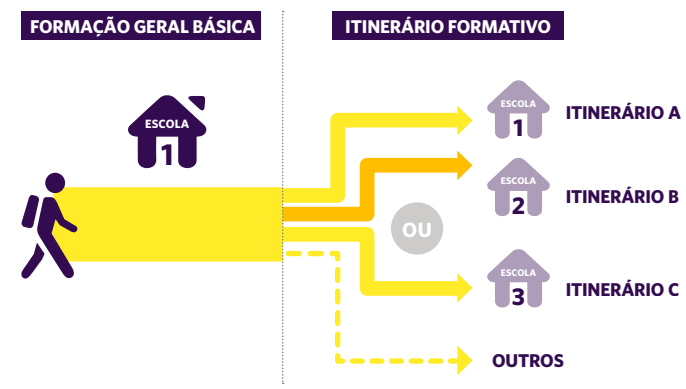 FORMAÇÃO GERAL BÁSICA
ITINERÁRIO FORMATIVO
ESCOLA
1
ESCOLA
1
ITINERÁRIO A
ESCOLA
2
ITINERÁRIO B
OU
ESCOLA
3
ITINERÁRIO C
OUTROS